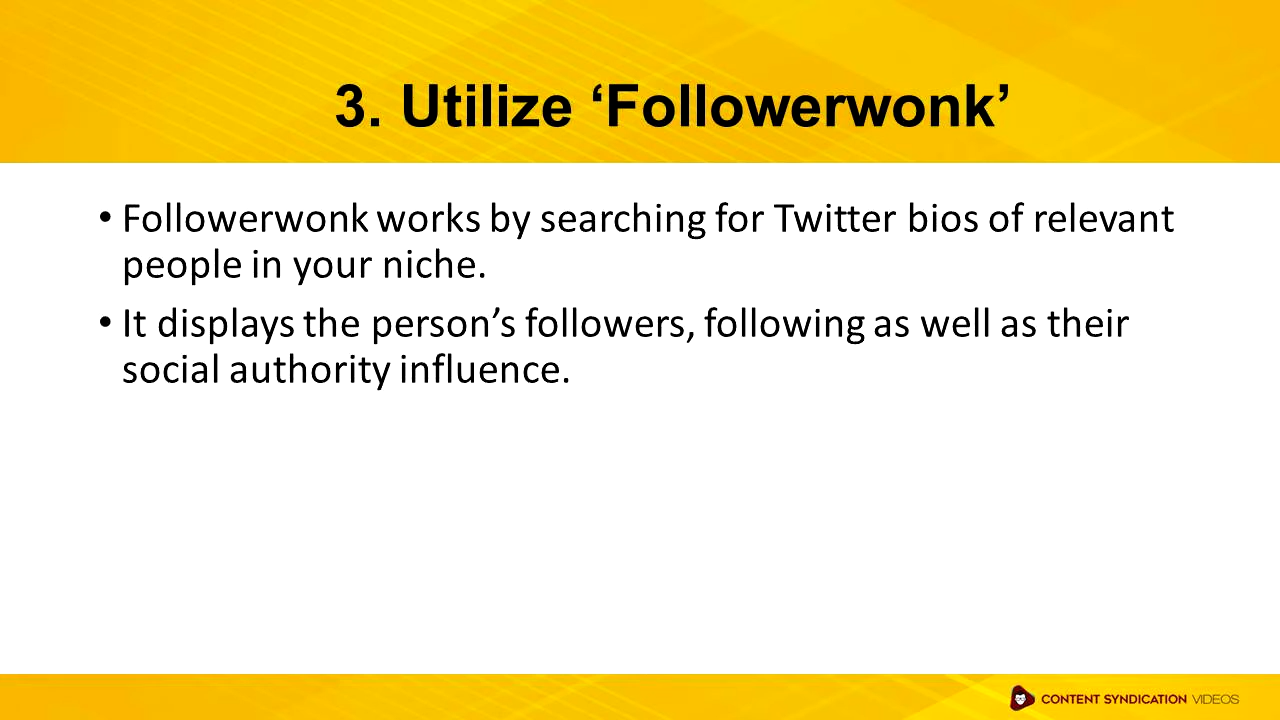 3. Utilize ‘Followerwonk’
• Followerwonk works by searching for Twitter bios of relevant
people in your niche.
• It displays the person’s followers, following as well as their
social authority influence.
CONTENT SYNDICATION VIDEOS